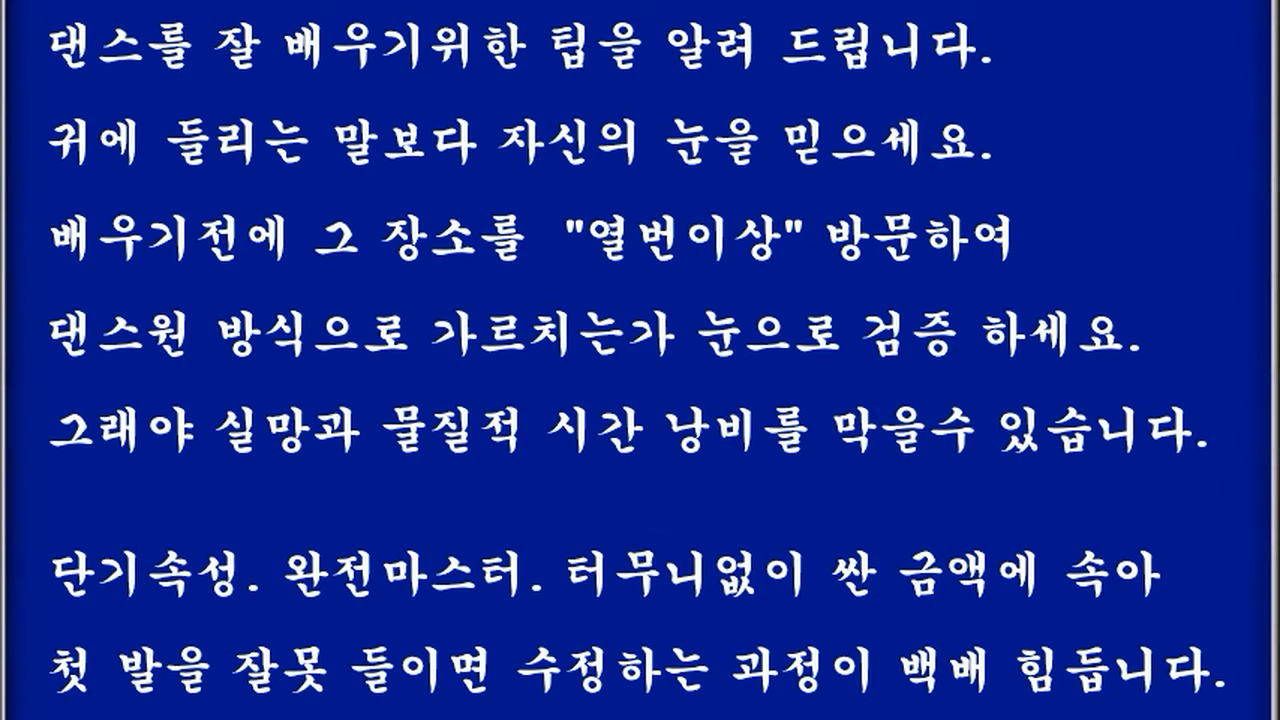 댄스를 잘 배우기위한 팁을 알려 드립니다.
귀에 들리는 말보다 자신의 눈을 믿으세요.
배우기전에 그 장소를 "열번이상" 방문하여
댄스원 방식으로 가르치는가 눈으로 검증 하세요.
그래야 실망과 물질적 시간 낭비를 막을수 있습니다.
단기속성. 완전마스터. 터무니없이 싼 금액에 속아
첫 발을 잘못 들이면 수정하는 과정이 백배 힘듭니다.